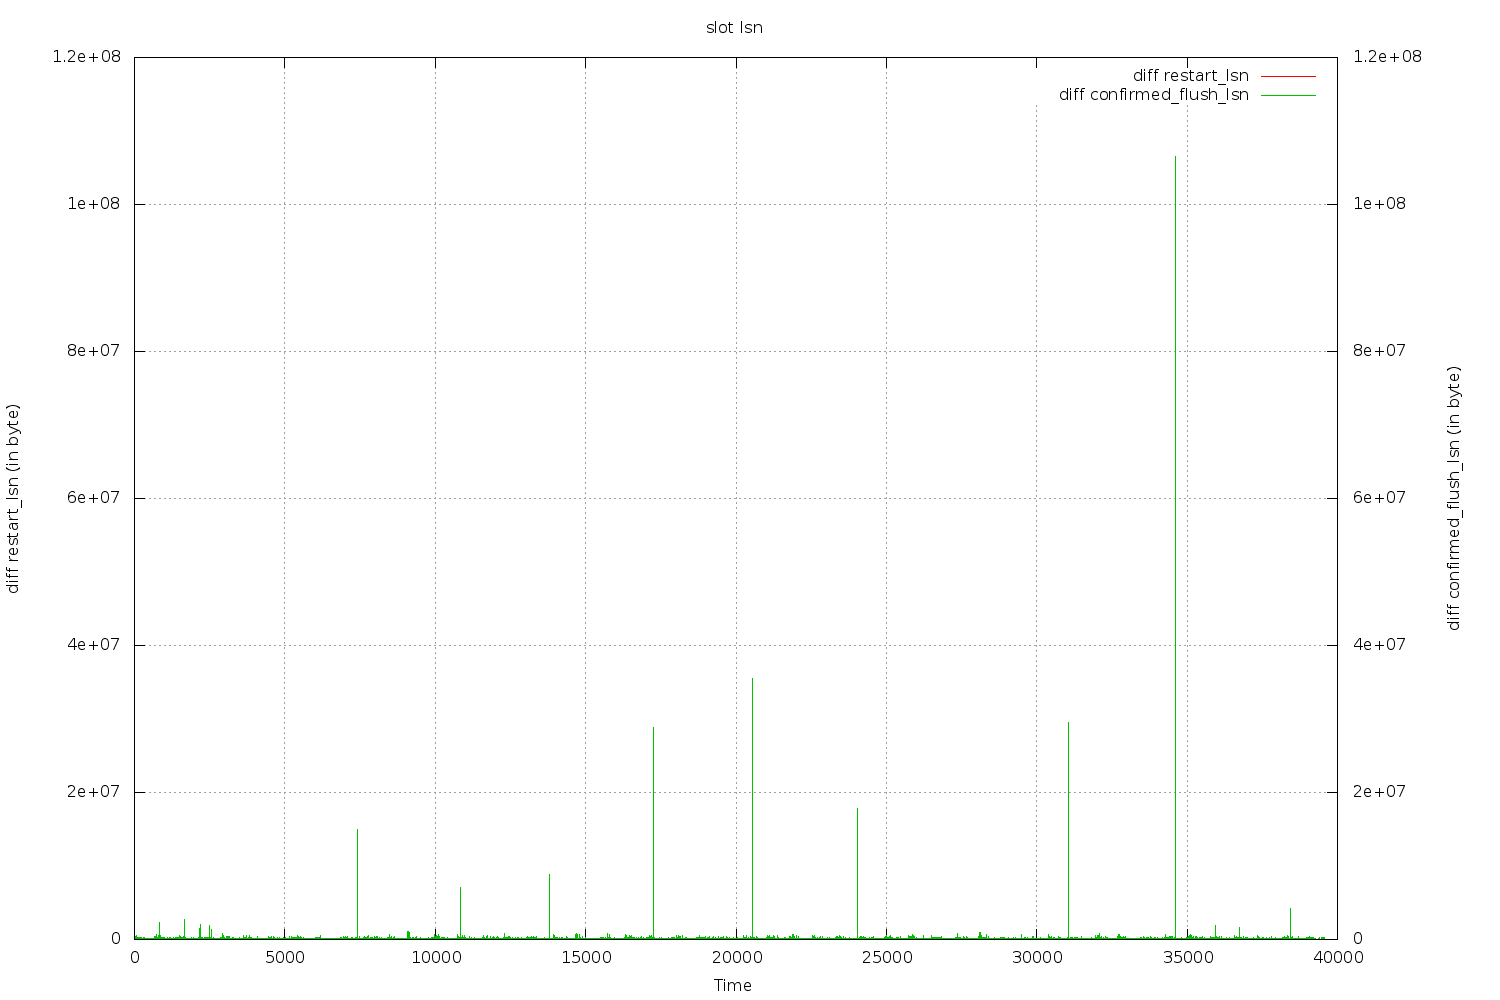 slot lsn
1.2e+08
1e+08
8e+07
6e+07
4e+07
2e+07
0
diff restart_lsn (in byte)
diff restart_lsn
diff confirmed_flush_lsn
1.2e+08
1e+08
8e+07
6e+07
4e+07
2e+07
0
diff confirmed_flush_lsn (in byte)
0 5000 10000 15000 20000 25000 30000 35000 40000
Time